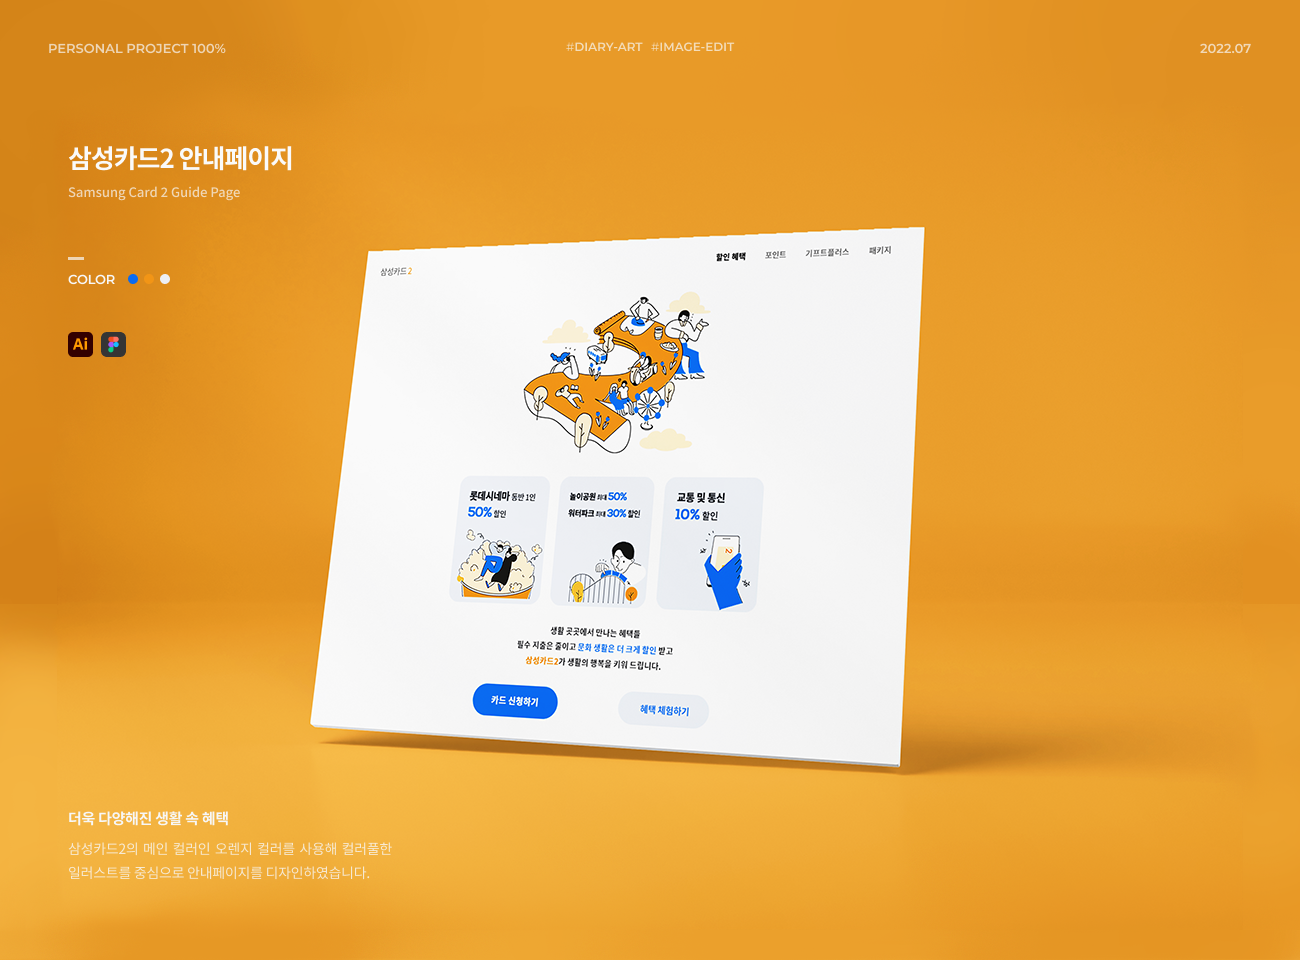 PERSONAL PROJECT 100%
#DIARY-ART #IMAGE-EDIT
2022.07
삼성카드2 안내페이지
Samsung Card 2 Guide Page
COLOR
Ai
삼성카드 2
할인 혜택 포인트 기프트플러스 패키지
롯데시네마 동반 1인
50% 할인
놀이공원 최대 50%
워터파크 최대 30% 할인
교통 및 통신
10% 할인
2
생활 곳곳에서 만나는 혜택들
필수 지출은 줄이고 문화 생활은 더 크게 할인 받고
삼성카드2가 생활의 행복을 키워 드립니다.
카드 신청하기
혜택 체험하기
더욱 다양해진 생활 속 혜택
삼성카드2의 메인 컬러인 오렌지 컬러를 사용해 컬러풀한
일러스트를 중심으로 안내페이지를 디자인하였습니다.